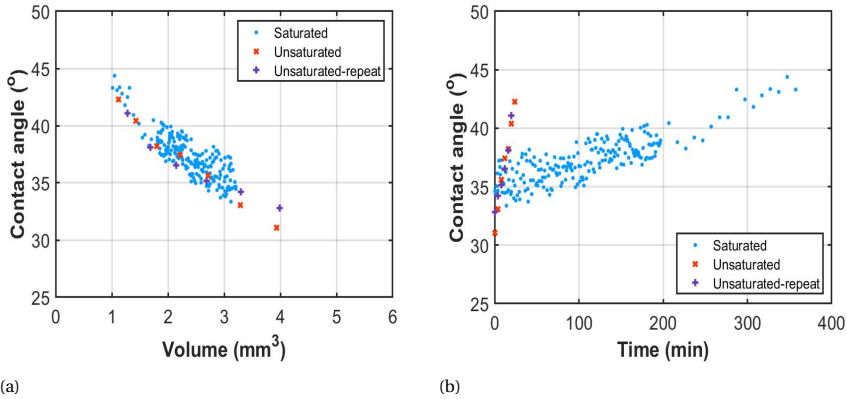 50
45
40
35
30
25
Contact angle (°)
Saturated
Unsaturated
Unsaturated-repeat
0 1 2 3 4 5 6
Volume (mm³)
(a)
50
45
40
35
30
25
Contact angle (°)
Saturated
Unsaturated
Unsaturated-repeat
0 100 200 300 400
Time (min)
(b)